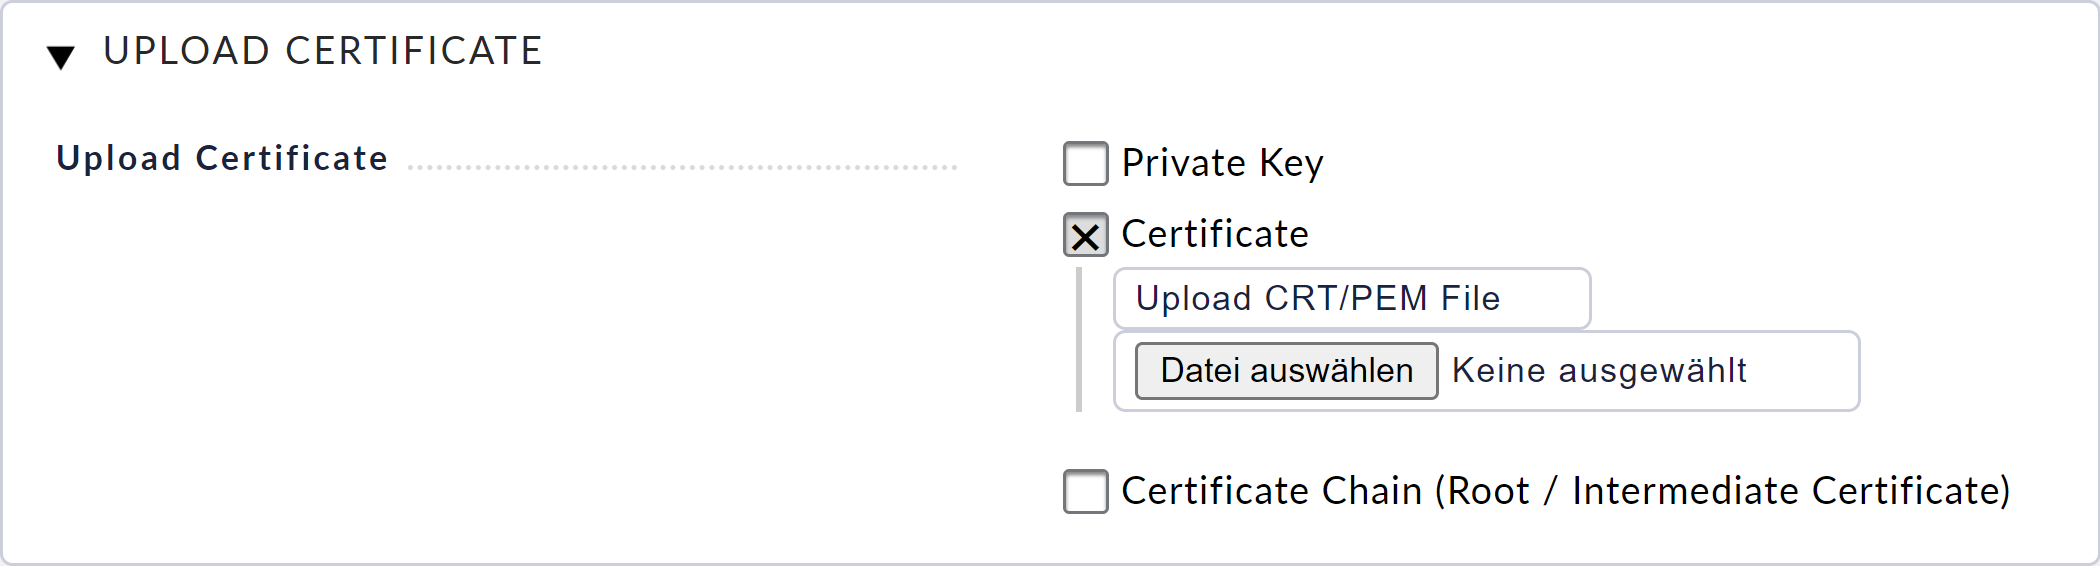 UPLOAD CERTIFICATE
Upload Certificate
Private Key
Certificate
Upload CRT/PEM File
Datei auswählen Keine ausgewählt
Certificate Chain (Root / Intermediate Certificate)